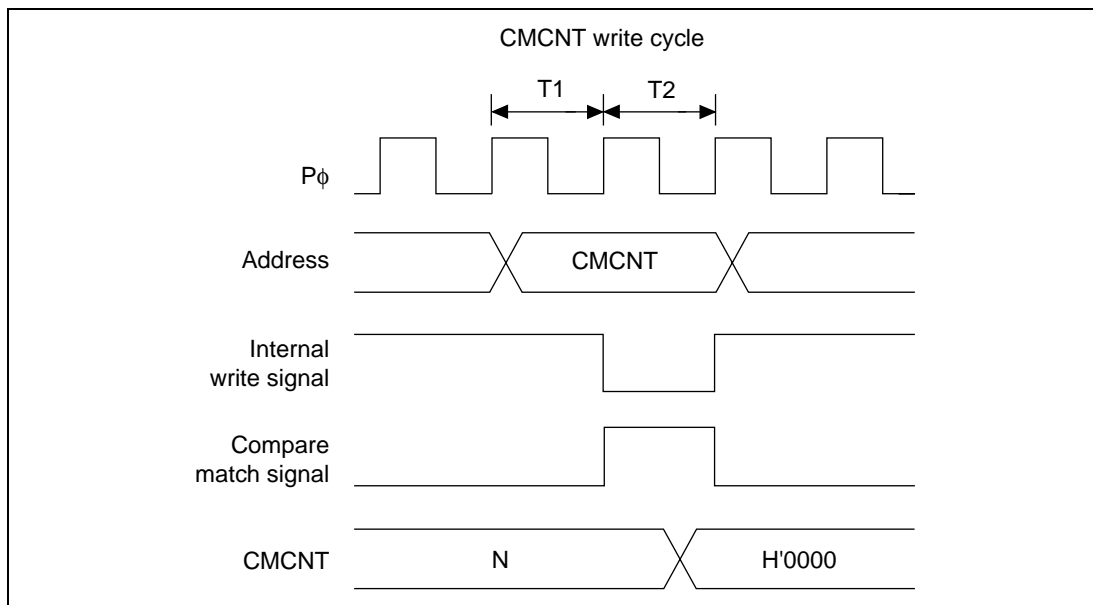 CMCNT write cycle
T1 T2
Pϕ
Address CMCNT
Internal
write signal
Compare
match signal
CMCNT N H'0000